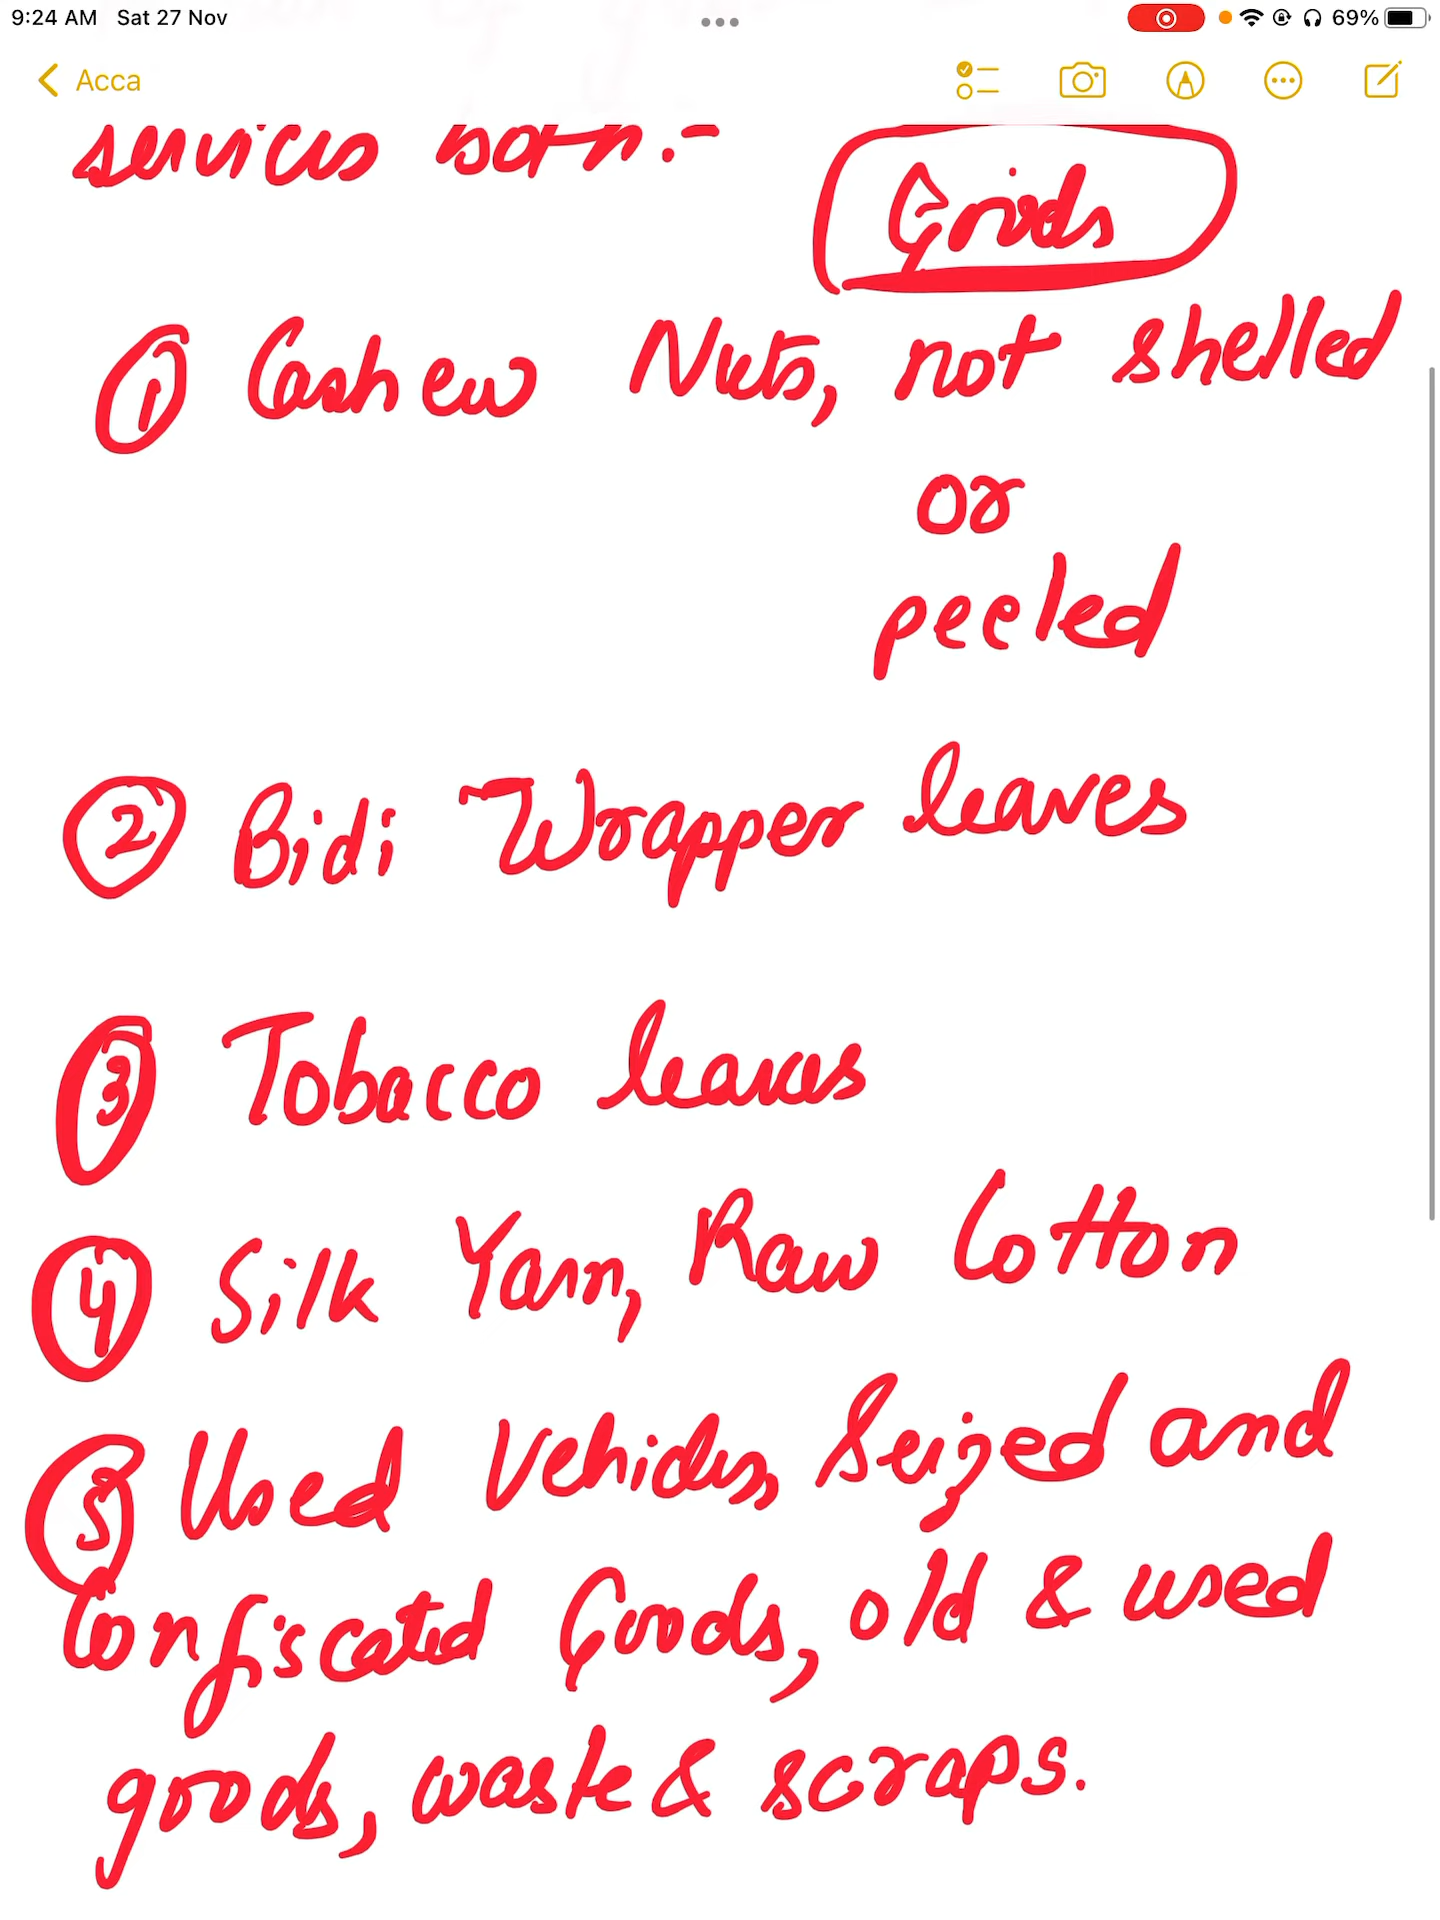 9:24 AM Sat 27 Nov
69%
Acca
services both:-
Goods
① Cashew Nuts, not shelled
or
peeled
② Bidi Wrapper leaves
③ Tobacco leaves
④ Silk Yarn, Raw Cotton
⑤ Used Vehicles, Seized and
Confiscated Goods, old & used
goods, waste & scraps.